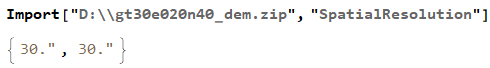 Import["D:\\gt30e020n40_dem.zip", "SpatialResolution"]
{30.", 30."}